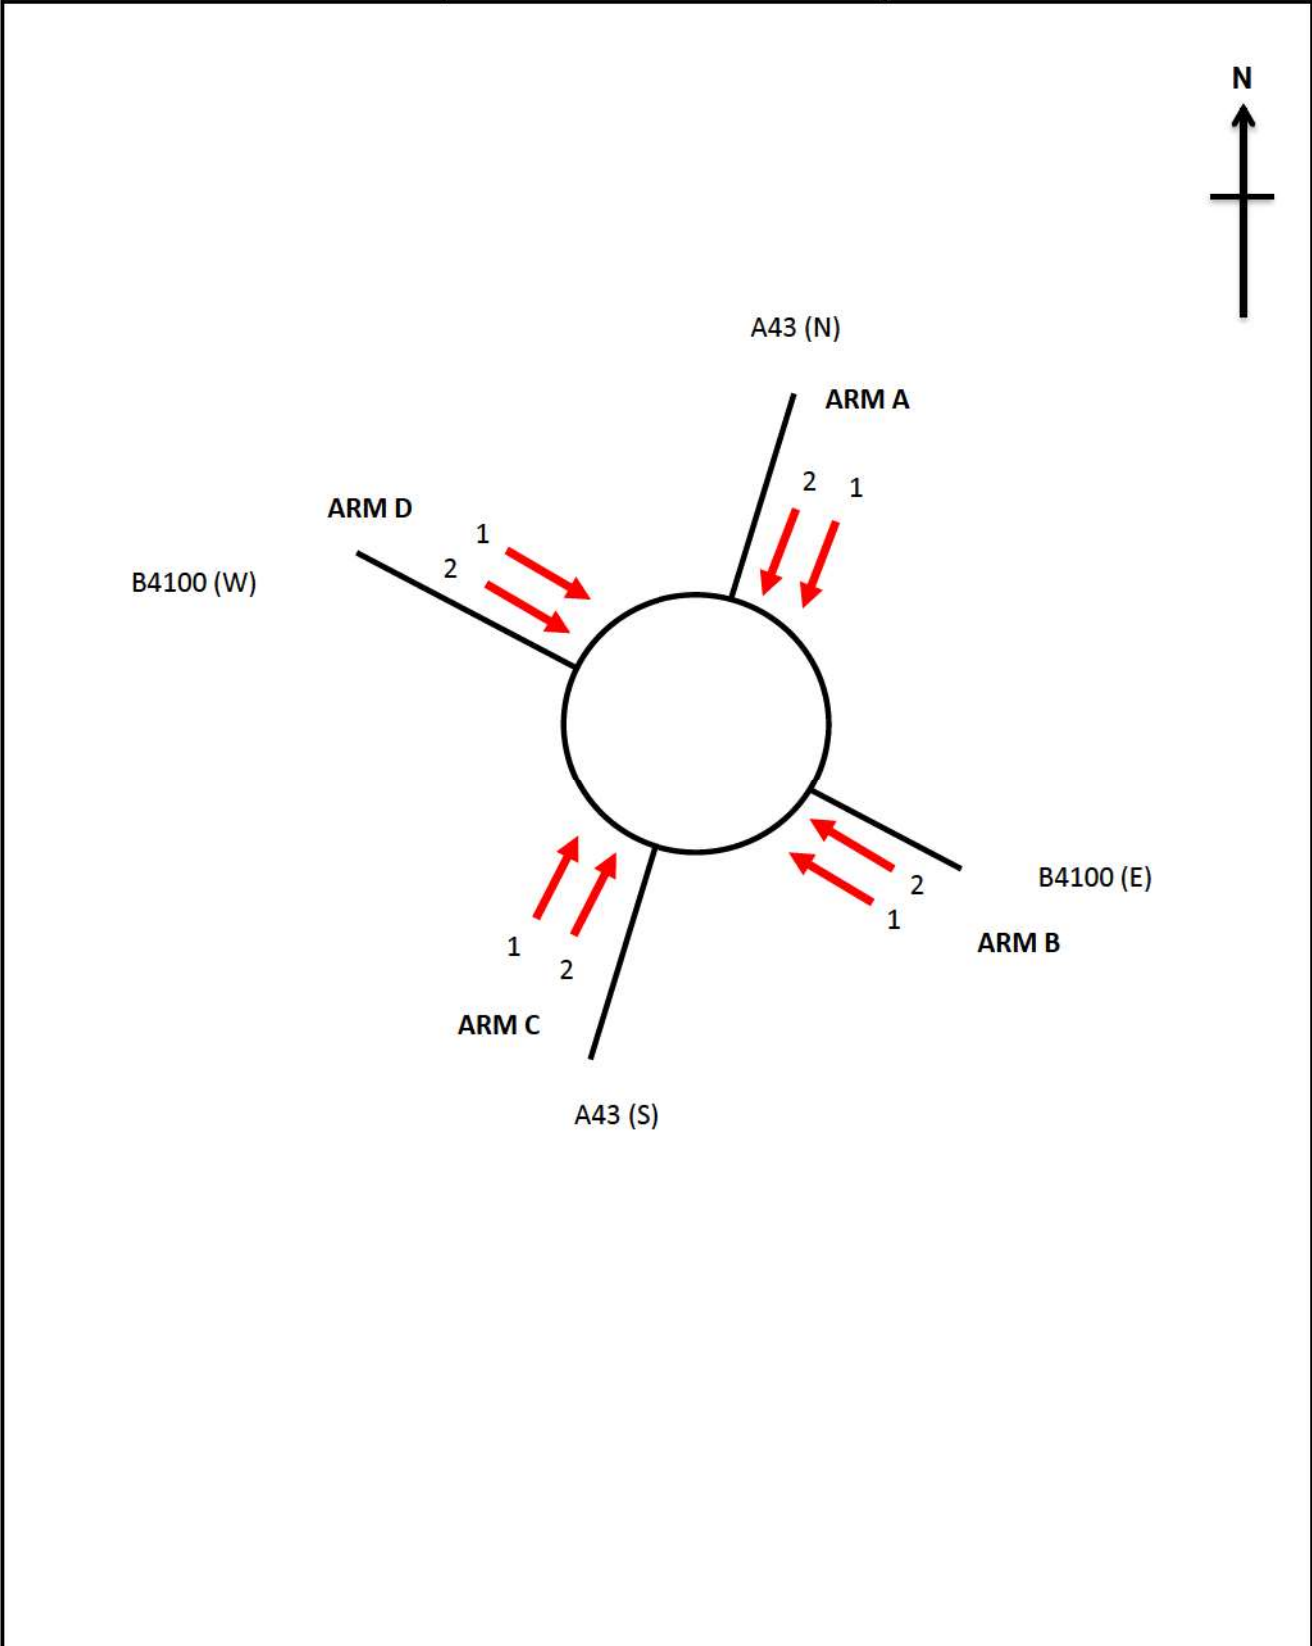 N
A43 (N)
ARM A
2 1
ARM D
1
2
B4100 (W)
B4100 (E)
2
1
ARM B
1
2
ARM C
A43 (S)